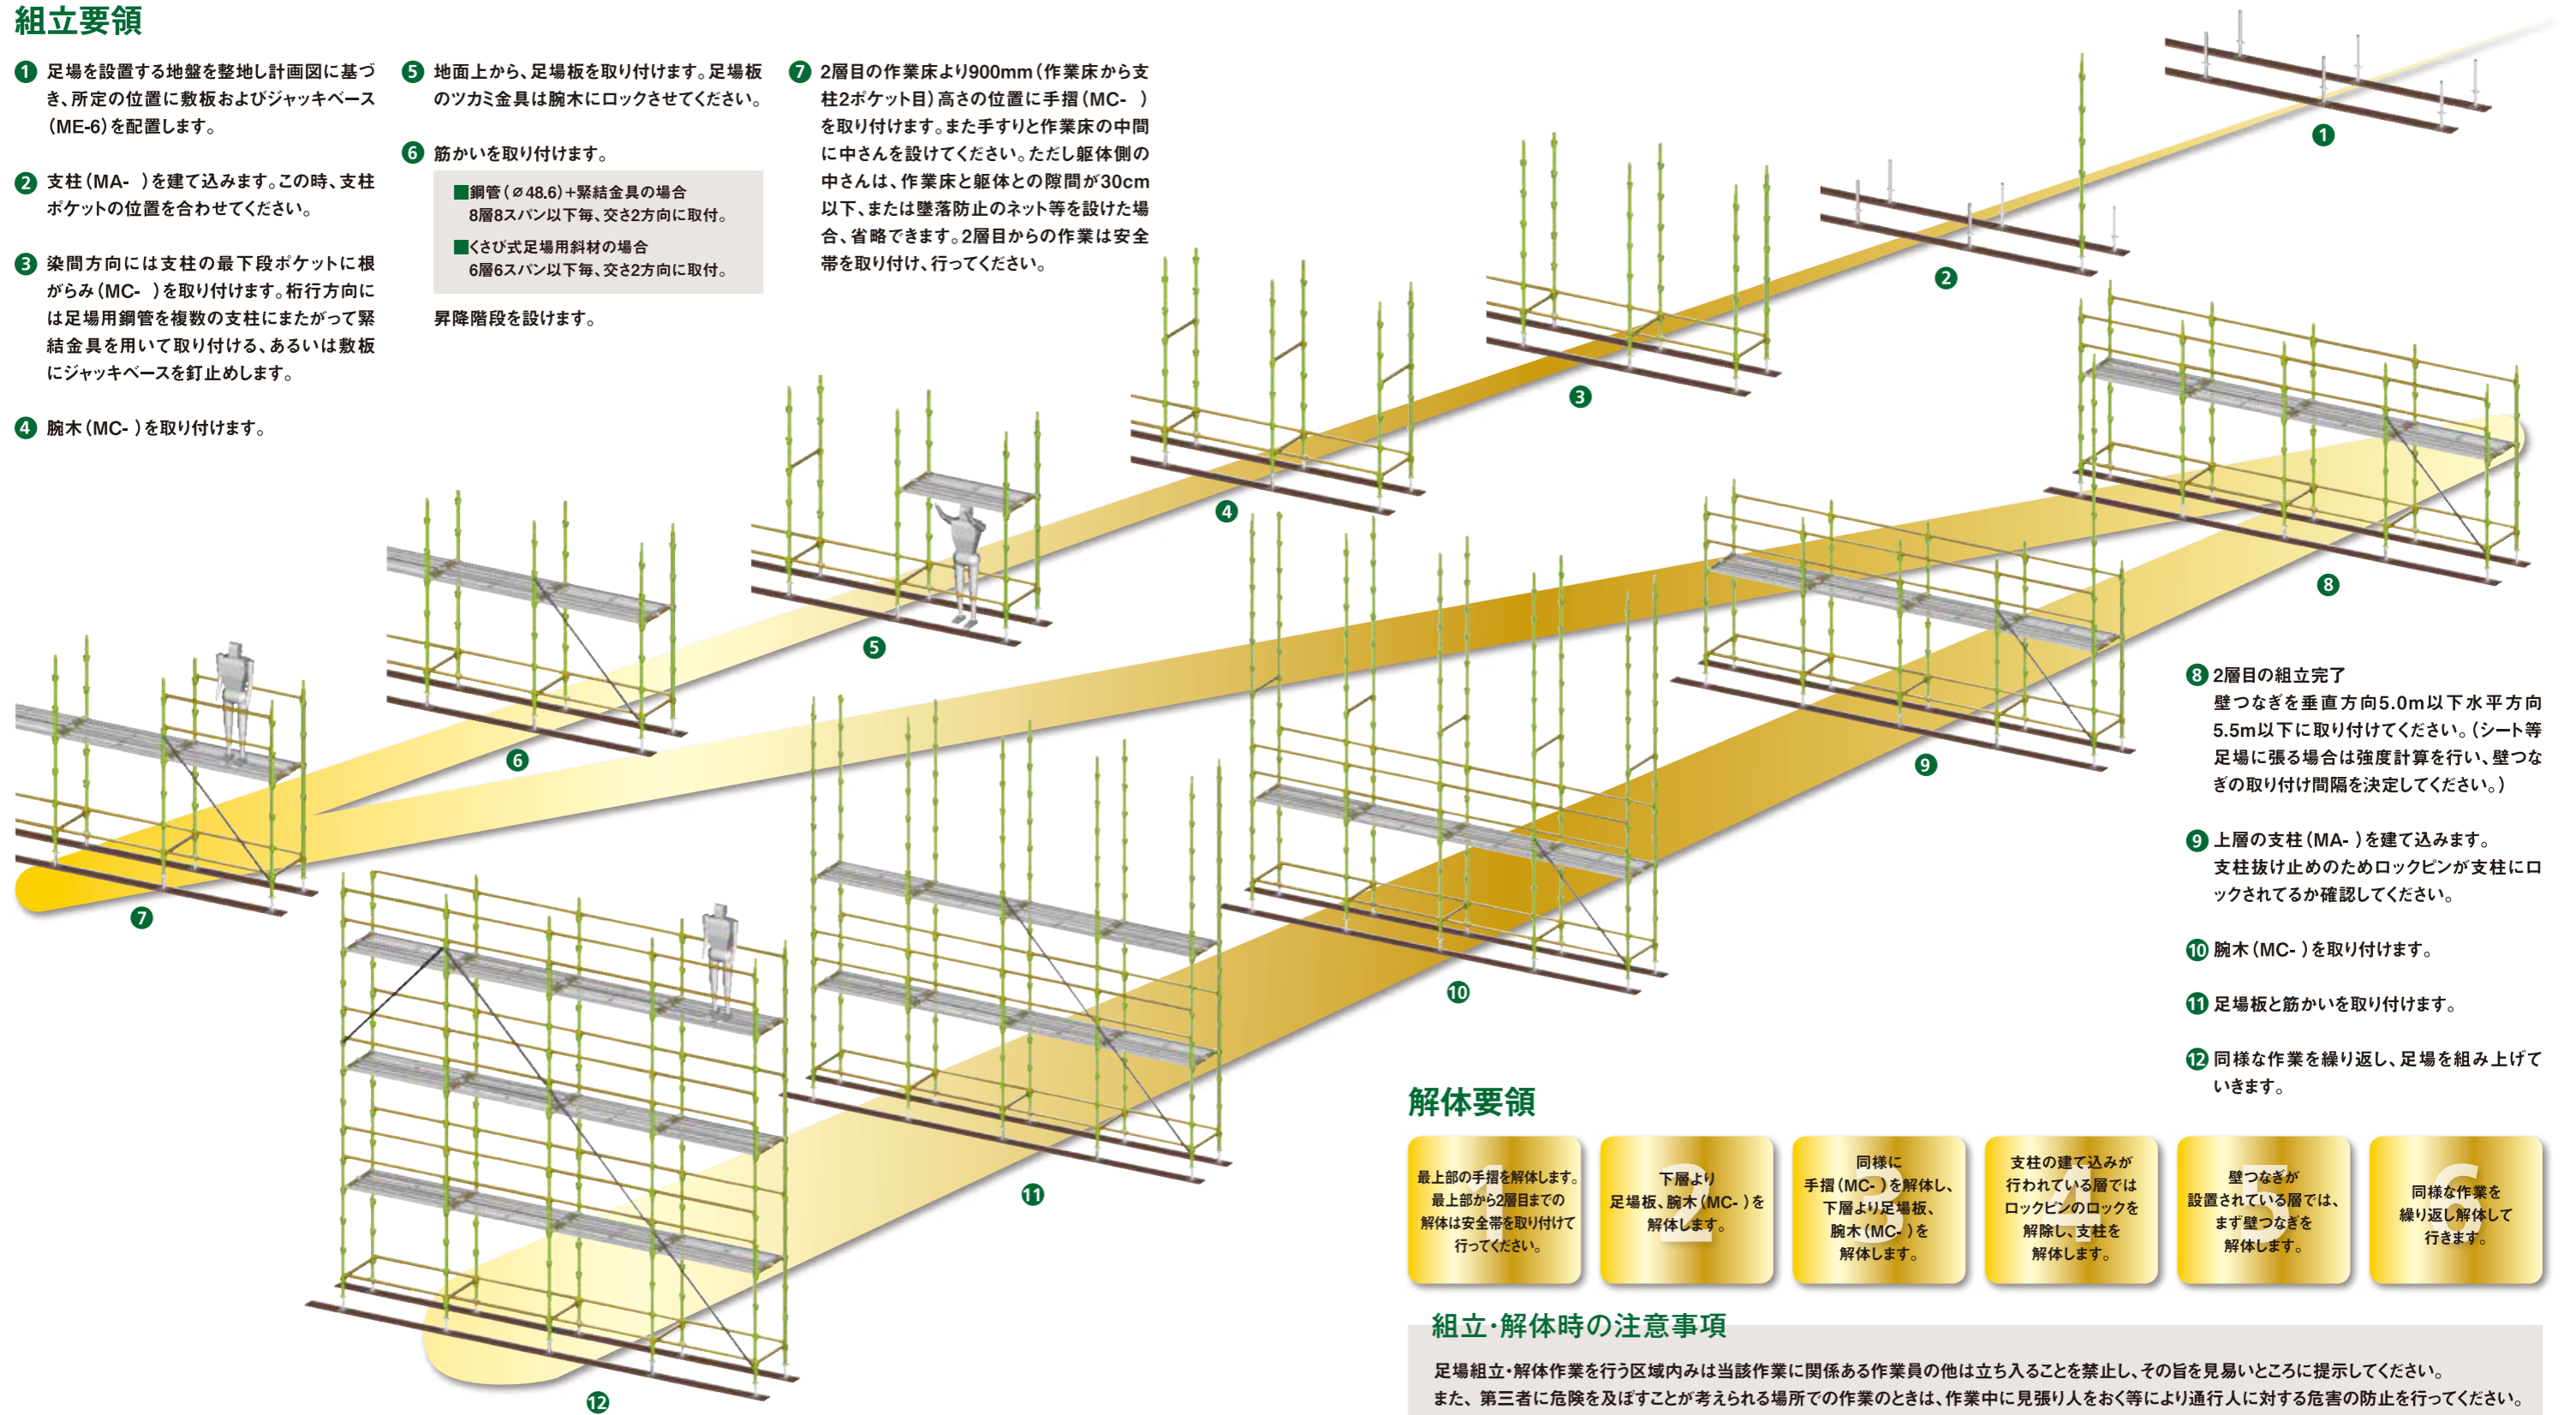 組立要領
1 足場を設置する地盤を整地し計画図に基づ
き、所定の位置に敷板およびジャッキベース
（ME-6）を配置します。
2 支柱（MA- ）を建て込みます。この時、支柱
ポケットの位置を合わせてください。
3 染間方向には支柱の最下段ポケットに根
がらみ（MC- ）を取り付けます。桁行方向に
は足場用鋼管を複数の支柱にまたがって緊
結金具を用いて取り付ける、あるいは敷板
にジャッキベースを釘止めします。
4 腕木（MC- ）を取り付けます。
5 地面上から、足場板を取り付けます。足場板
のツカミ金具は腕木にロックさせてください。
6 筋かいを取り付けます。
■鋼管（⌀48.6）+緊結金具の場合
8層8スパン以下毎、交さ2方向に取付。
■くさび式足場用斜材の場合
6層6スパン以下毎、交さ2方向に取付。
昇降階段を設けます。
7 2層目の作業床より900mm（作業床から支
柱2ポケット目）高さの位置に手摺（MC- ）
を取り付けます。また手すりと作業床の中間
に中さんを設けてください。ただし躯体側の
中さんは、作業床と躯体との隙間が30cm
以下、または墜落防止のネット等を設けた場
合、省略できます。2層目からの作業は安全
帯を取り付け、行ってください。
1
2
3
4
5
6
7
8
9
10
11
12
8 2層目の組立完了
壁つなぎを垂直方向5.0m以下水平方向
5.5m以下に取り付けてください。（シート等
足場に張る場合は強度計算を行い、壁つな
ぎの取り付け間隔を決定してください。）
9 上層の支柱（MA- ）を建て込みます。
支柱抜け止めのためロックピンが支柱にロ
ックされてるか確認してください。
10 腕木（MC- ）を取り付けます。
11 足場板と筋かいを取り付けます。
12 同様な作業を繰り返し、足場を組み上げて
いきます。
解体要領
1
最上部の手摺を解体します。
最上部から2層目までの
解体は安全帯を取り付けて
行ってください。
2
下層より
足場板、腕木（MC- ）を
解体します。
3
同様に
手摺（MC- ）を解体し、
下層より足場板、
腕木（MC- ）を
解体します。
4
支柱の建て込みが
行われている層では
ロックピンのロックを
解除し、支柱を
解体します。
5
壁つなぎが
設置されている層では、
まず壁つなぎを
解体します。
6
同様な作業を
繰り返し解体して
行きます。
組立・解体時の注意事項
足場組立・解体作業を行う区域内みは当該作業に関係ある作業員の他は立ち入ることを禁止し、その旨を見易いところに提示してください。
また、第三者に危険を及ぼすことが考えられる場所での作業のときは、作業中に見張り人をおく等により通行人に対する危害の防止を行ってください。